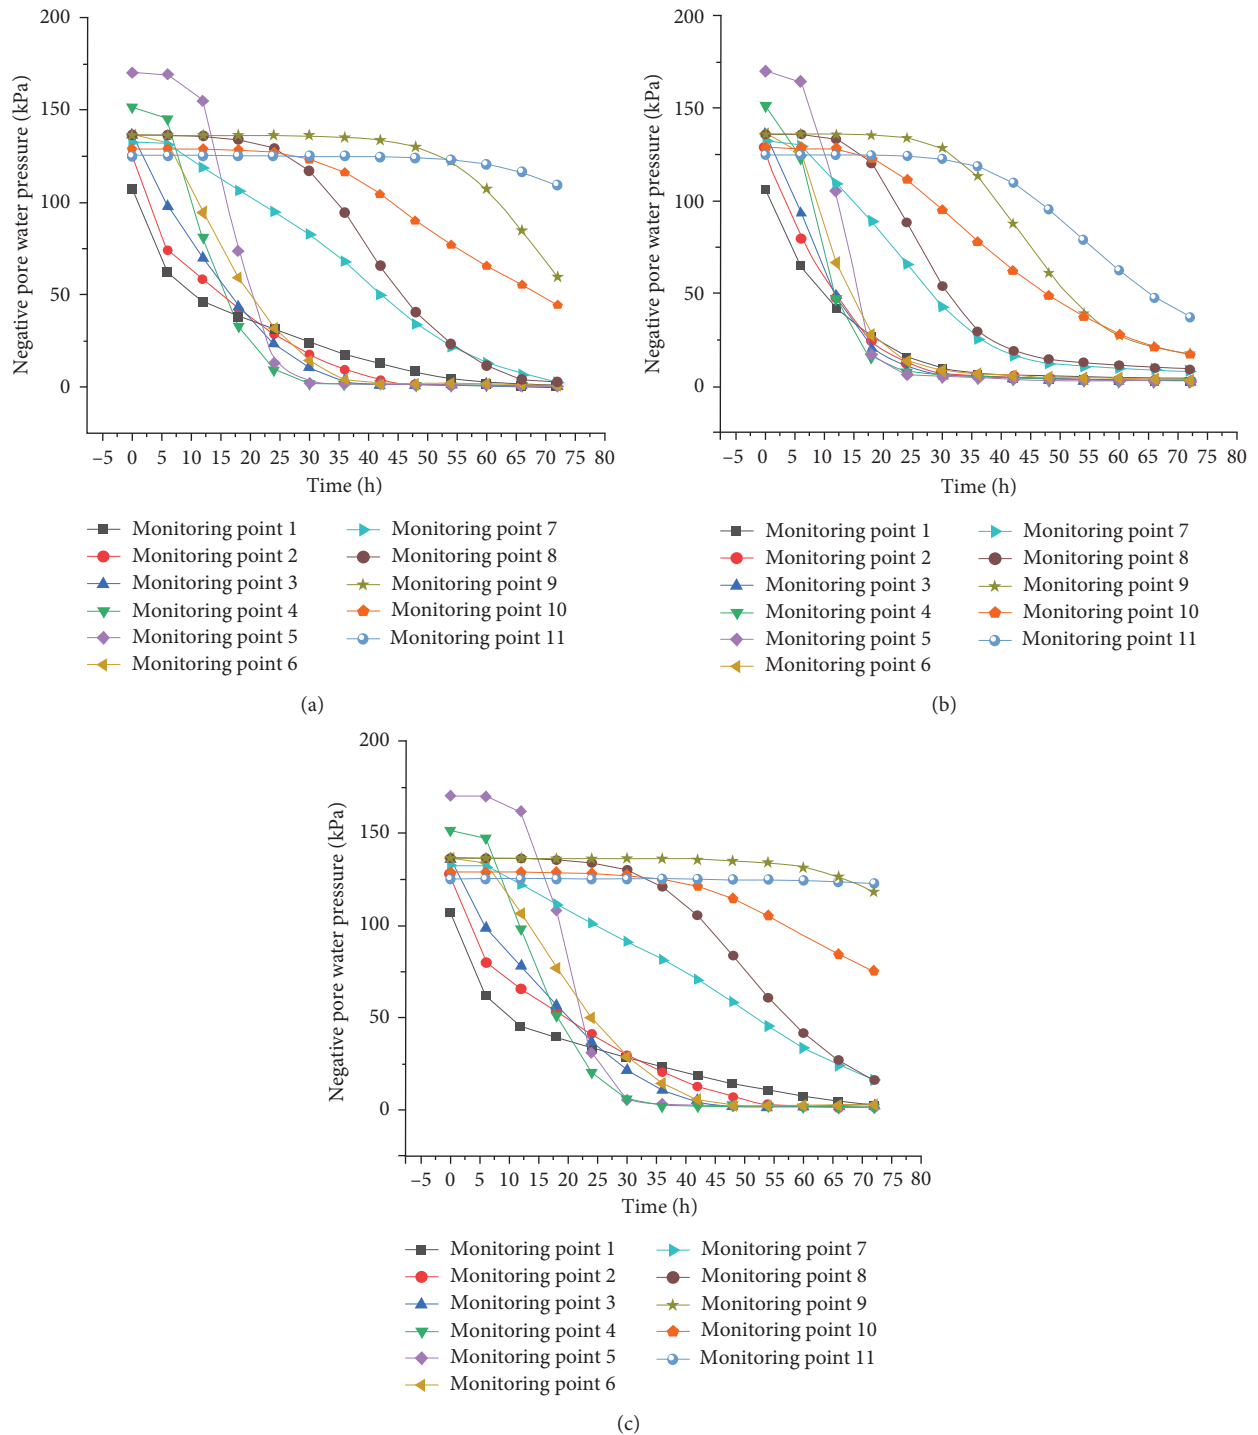 200
150
100
50
0
Negative pore water pressure (kPa)
−5 0 5 10 15 20 25 30 35 40 45 50 55 60 65 70 75 80
Time (h)
Monitoring point 1
Monitoring point 2
Monitoring point 3
Monitoring point 4
Monitoring point 5
Monitoring point 6
Monitoring point 7
Monitoring point 8
Monitoring point 9
Monitoring point 10
Monitoring point 11
(a)
200
150
100
50
0
Negative pore water pressure (kPa)
−5 0 5 10 15 20 25 30 35 40 45 50 55 60 65 70 75 80
Time (h)
Monitoring point 1
Monitoring point 2
Monitoring point 3
Monitoring point 4
Monitoring point 5
Monitoring point 6
Monitoring point 7
Monitoring point 8
Monitoring point 9
Monitoring point 10
Monitoring point 11
(b)
200
150
100
50
0
Negative pore water pressure (kPa)
−5 0 5 10 15 20 25 30 35 40 45 50 55 60 65 70 75 80
Time (h)
Monitoring point 1
Monitoring point 2
Monitoring point 3
Monitoring point 4
Monitoring point 5
Monitoring point 6
Monitoring point 7
Monitoring point 8
Monitoring point 9
Monitoring point 10
Monitoring point 11
(c)